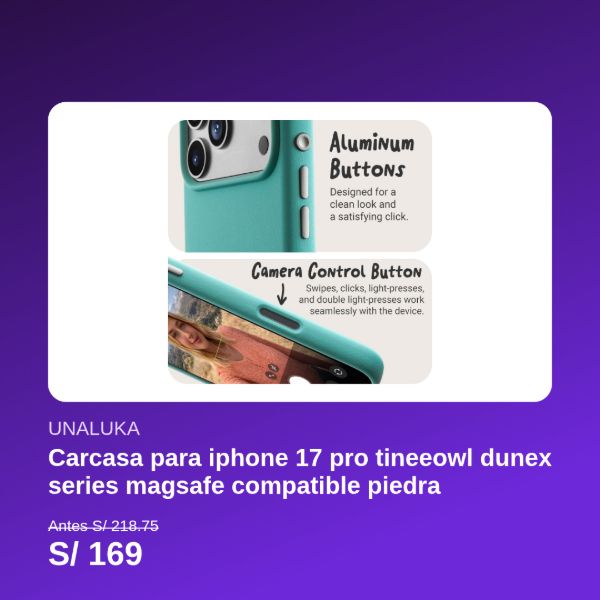 Aluminum
Buttons
Designed for a
clean look and
a satisfying click.
Camera Control Button
Swipes, clicks, light-presses,
and double light-presses work
seamlessly with the device.
UNALUKA
Carcasa para iphone 17 pro tineeowl dunex
series magsafe compatible piedra
Antes S/ 218.75
S/ 169